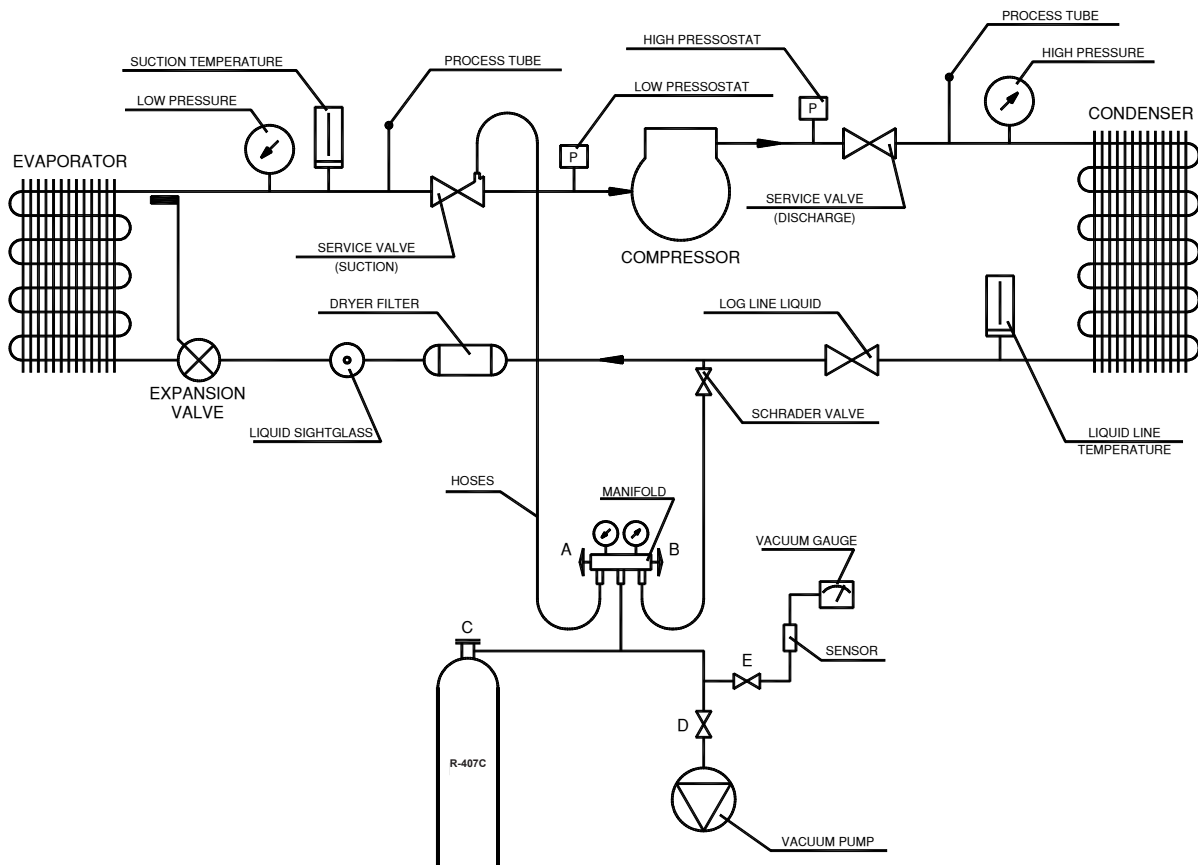 PROCESS TUBE
HIGH PRESSOSTAT
HIGH PRESSURE
SUCTION TEMPERATURE
PROCESS TUBE
LOW PRESSOSTAT
LOW PRESSURE
P
CONDENSER
EVAPORATOR
P
SERVICE VALVE
(DISCHARGE)
SERVICE VALVE
(SUCTION)
COMPRESSOR
DRYER FILTER
LOG LINE LIQUID
EXPANSION
VALVE
SCHRADER VALVE
LIQUID SIGHTGLASS
LIQUID LINE
TEMPERATURE
HOSES
MANIFOLD
A
B
VACUUM GAUGE
C
SENSOR
E
D
R-407C
VACUUM PUMP